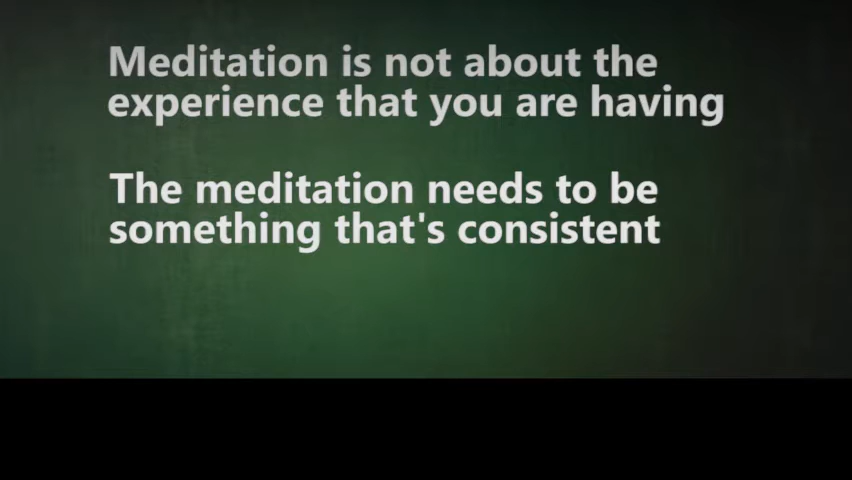 Meditation is not about the
experience that you are having
The meditation needs to be
something that's consistent